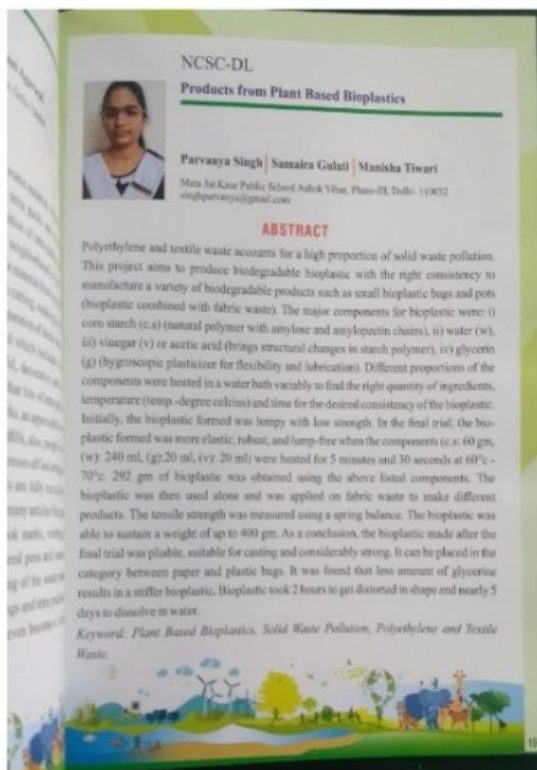 NCSC-DL
Products from Plant Based Bioplastics
Parvanya Singh | Samaira Gulati | Manisha Tiwari
Mata Jai Kaur Public School Ashok Vihar, Phase-III, Delhi- 110052
singhparvanya@gmail.com
ABSTRACT
Polyethylene and textile waste accounts for a high proportion of solid waste pollution.
This project aims to produce biodegradable bioplastic with the right consistency to
manufacture a variety of biodegradable products such as small bioplastic bags and pots
(bioplastic combined with fabric waste). The major components for bioplastic were: i)
corn starch (c.s) (natural polymer with amylose and amylopectin chains), ii) water (w),
iii) vinegar (v) or acetic acid (brings structural changes in starch polymer), iv) glycerin
(g) (hygroscopic plasticizer for flexibility and lubrication). Different proportions of the
components were heated in a water bath variably to find the right quantity of ingredients,
temperature (temp.-degree celcius) and time for the desired consistency of the bioplastic.
Initially, the bioplastic formed was lumpy with low strength. In the final trial, the bio-
plastic formed was more elastic, robust, and lump-free when the components (c.s: 60 gm,
(w): 240 ml, (g):20 ml, (v): 20 ml) were heated for 5 minutes and 30 seconds at 60°c -
70°c. 292 gm of bioplastic was obtained using the above listed components. The
bioplastic was then used alone and was applied on fabric waste to make different
products. The tensile strength was measured using a spring balance. The bioplastic was
able to sustain a weight of up to 400 gm. As a conclusion, the bioplastic made after the
final trial was pliable, suitable for casting and considerably strong. It can be placed in the
category between paper and plastic bags. It was found that less amount of glycerine
results in a stiffer bioplastic. Bioplastic took 2 hours to get distorted in shape and nearly 5
days to dissolve in water.
Keyword: Plant Based Bioplastics, Solid Waste Pollution, Polyethylene and Textile
Waste.